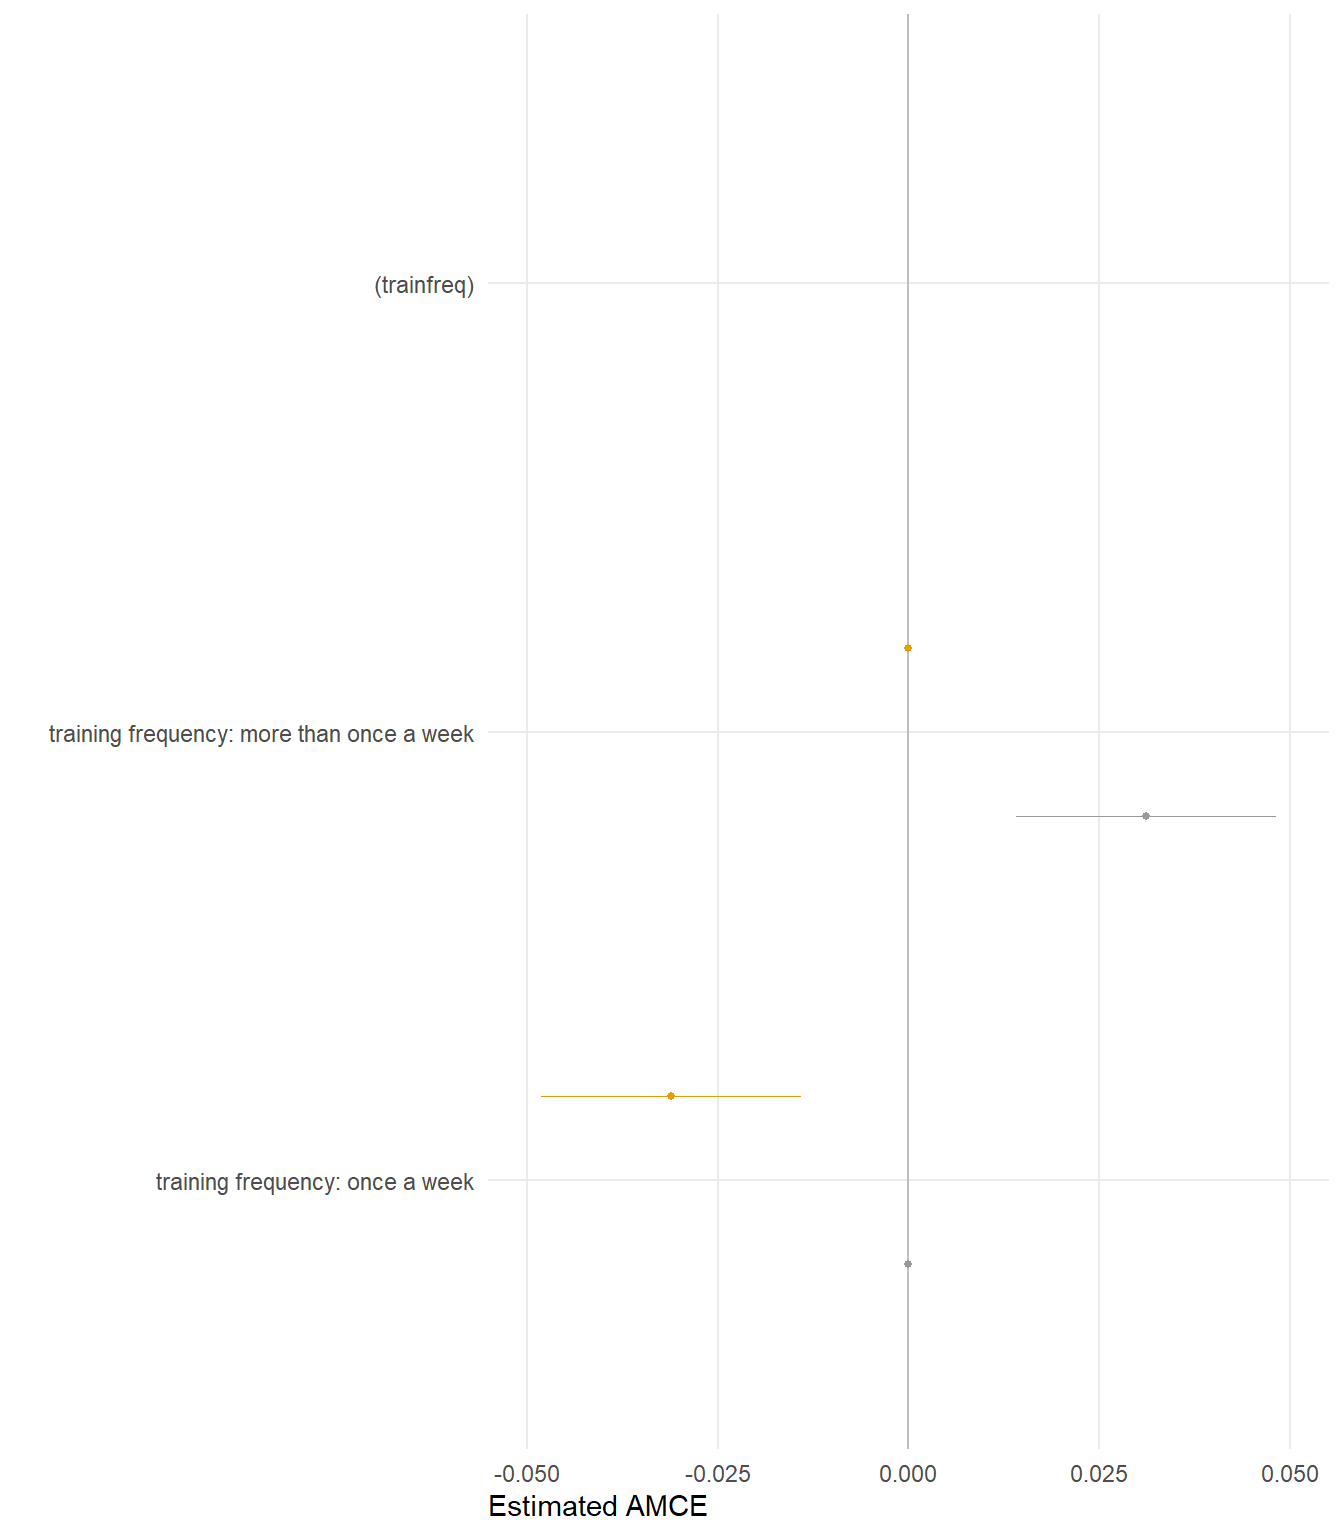 (trainfreq)
training frequency: more than once a week
training frequency: once a week
-0.050 -0.025 0.000 0.025 0.050
Estimated AMCE